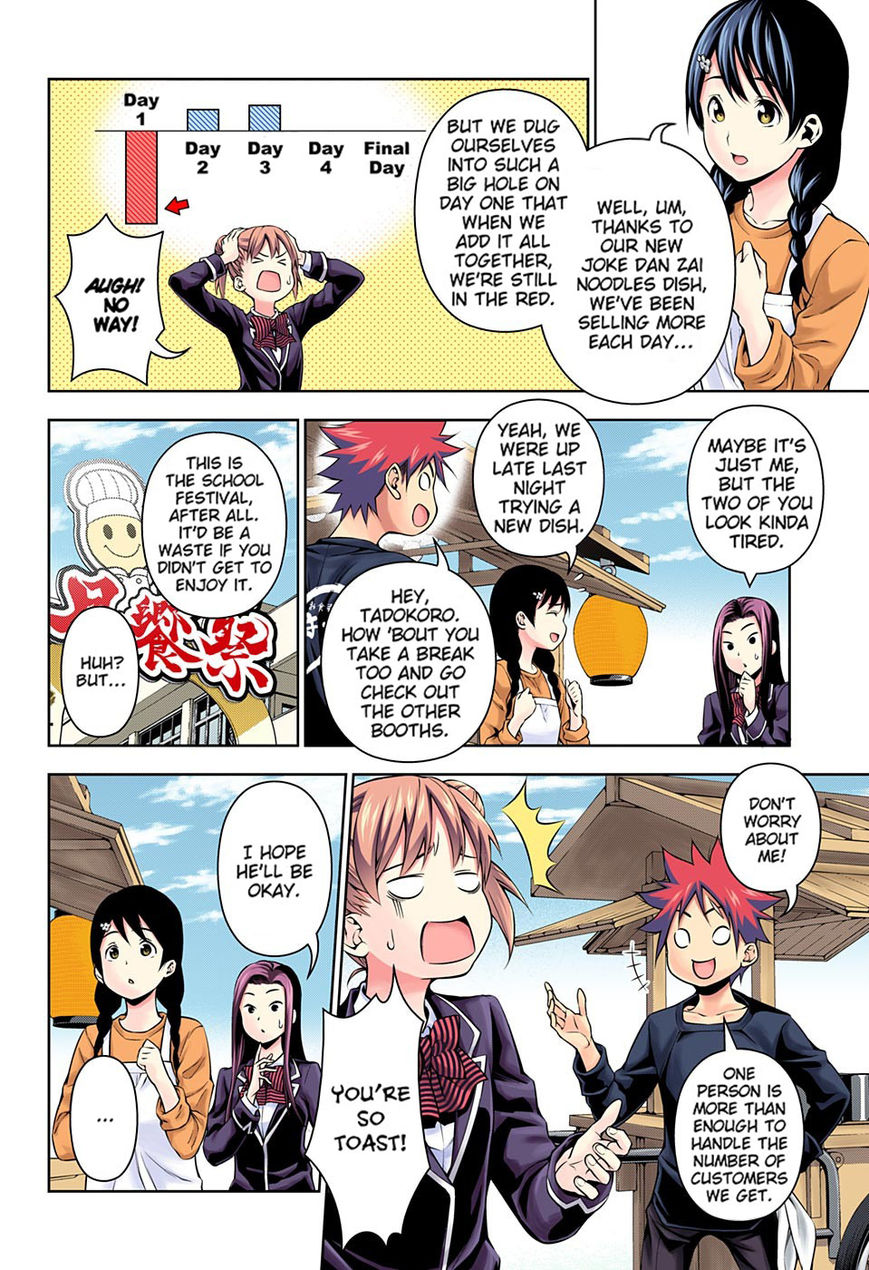 WELL, UM,
THANKS TO
OUR NEW
JOKE DAN ZAI
NOODLES DISH,
WE'VE BEEN
SELLING MORE
EACH DAY...
BUT WE DUG
OURSELVES
INTO SUCH A
BIG HOLE ON
DAY ONE THAT
WHEN WE
ADD IT ALL
TOGETHER,
WE'RE STILL
IN THE RED.
Day
1
Day
2
Day
3
Day
4
Final
Day
AUGH!
NO
WAY!
MAYBE IT'S
JUST ME,
BUT THE
TWO OF YOU
LOOK KINDA
TIRED.
YEAH, WE
WERE UP
LATE LAST
NIGHT
TRYING
A NEW
DISH.
HEY,
TADOKORO.
HOW 'BOUT YOU
TAKE A BREAK
TOO AND GO
CHECK OUT
THE OTHER
BOOTHS.
THIS IS
THE SCHOOL
FESTIVAL,
AFTER ALL.
IT'D BE A
WASTE IF YOU
DIDN'T GET TO
ENJOY IT.
饗祭
HUH?
BUT...
DON'T
WORRY
ABOUT
ME!
ONE
PERSON IS
MORE THAN
ENOUGH TO
HANDLE THE
NUMBER OF
CUSTOMERS
WE GET.
YOU'RE
SO
TOAST!
I HOPE
HE'LL BE
OKAY.
...